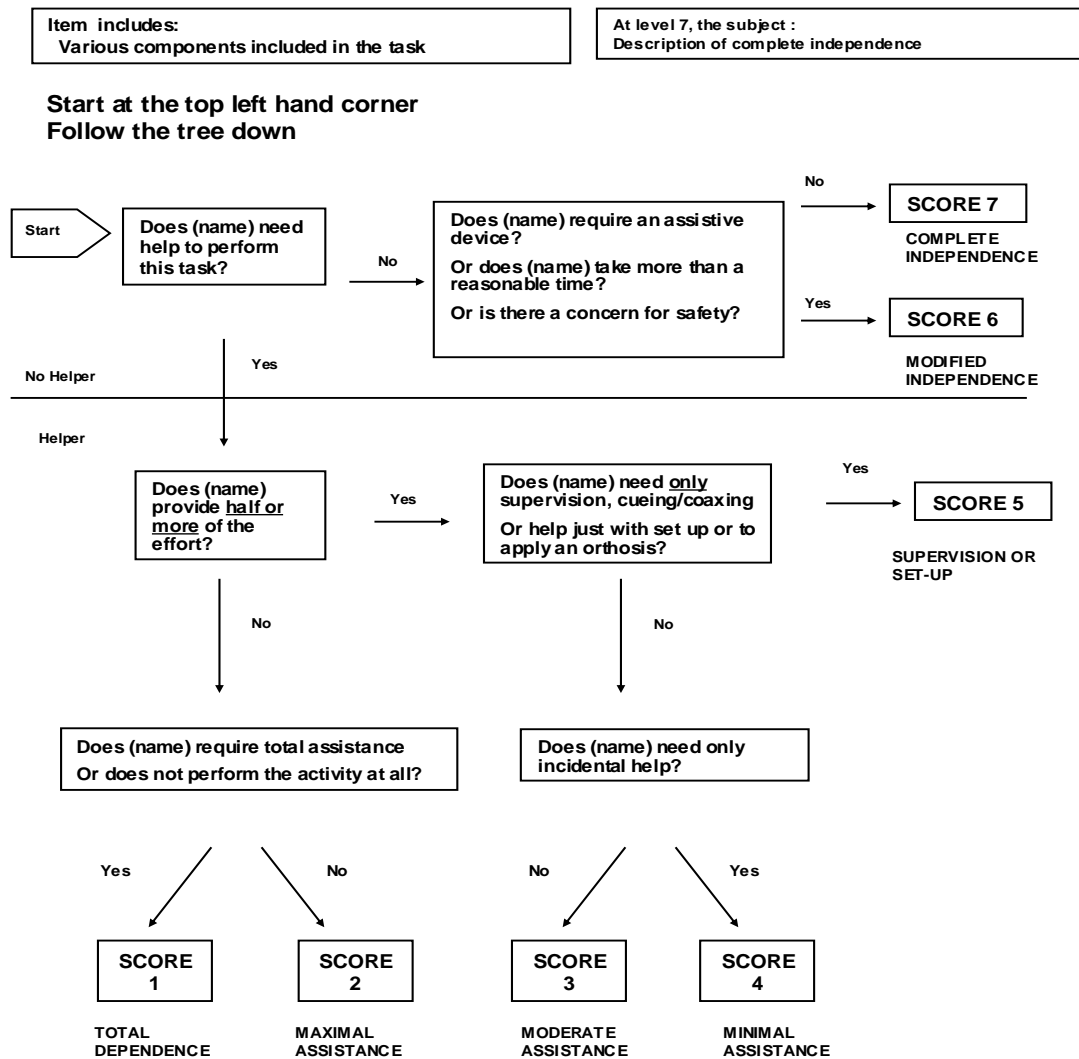 Item includes:
Various components included in the task
At level 7, the subject :
Description of complete independence
Start at the top left hand corner
Follow the tree down
Start
Does (name) need
help to perform
this task?
No
Does (name) require an assistive
device?
Or does (name) take more than a
reasonable time?
Or is there a concern for safety?
No
SCORE 7
COMPLETE
INDEPENDENCE
Yes
SCORE 6
MODIFIED
INDEPENDENCE
Yes
No Helper
Helper
Does (name)
provide half or
more of the
effort?
Yes
Does (name) need only
supervision, cueing/coaxing
Or help just with set up or to
apply an orthosis?
Yes
SCORE 5
SUPERVISION OR
SET-UP
No
No
Does (name) require total assistance
Or does not perform the activity at all?
Does (name) need only
incidental help?
Yes
No
No
Yes
SCORE
1
SCORE
2
SCORE
3
SCORE
4
TOTAL
DEPENDENCE
MAXIMAL
ASSISTANCE
MODERATE
ASSISTANCE
MINIMAL
ASSISTANCE